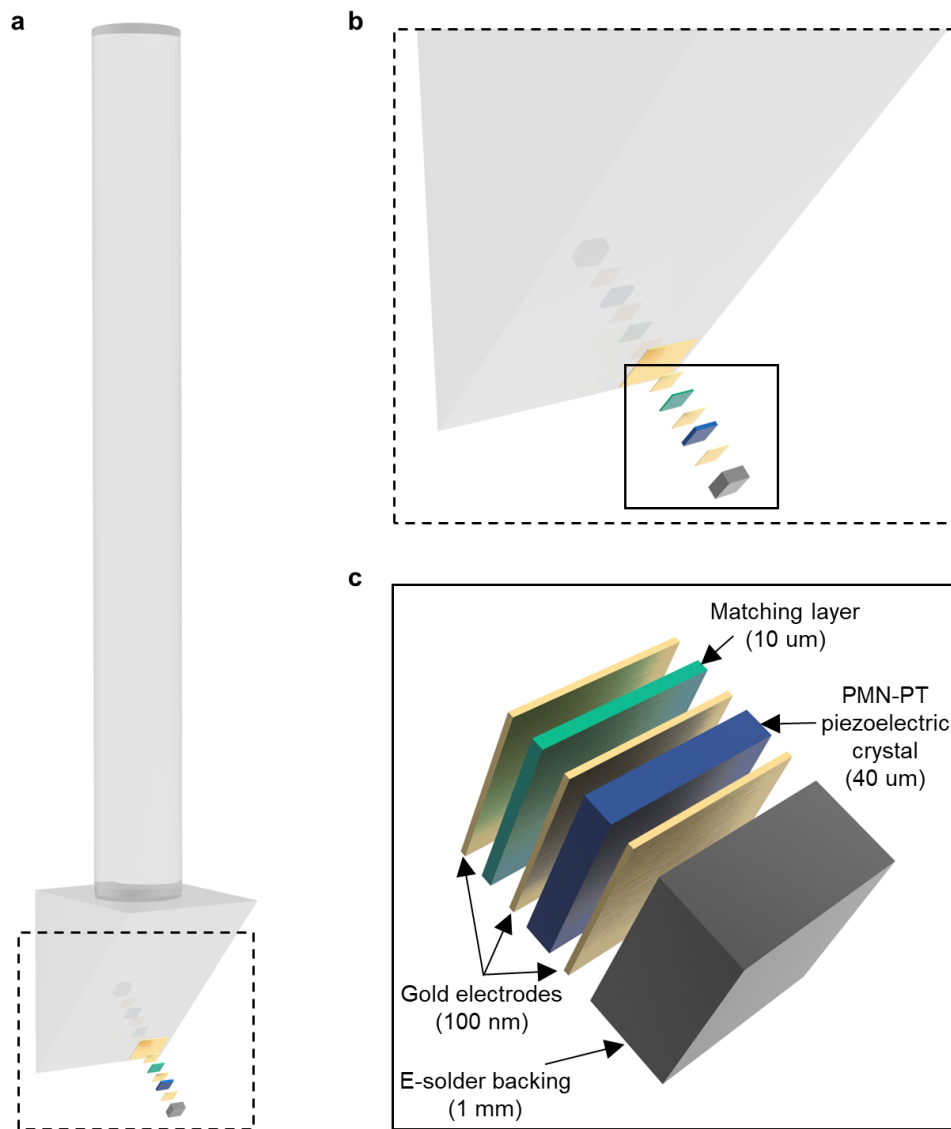 a
b
c
Matching layer
(10 um)
PMN-PT
piezoelectric
crystal
(40 um)
Gold electrodes
(100 nm)
E-solder backing
(1 mm)